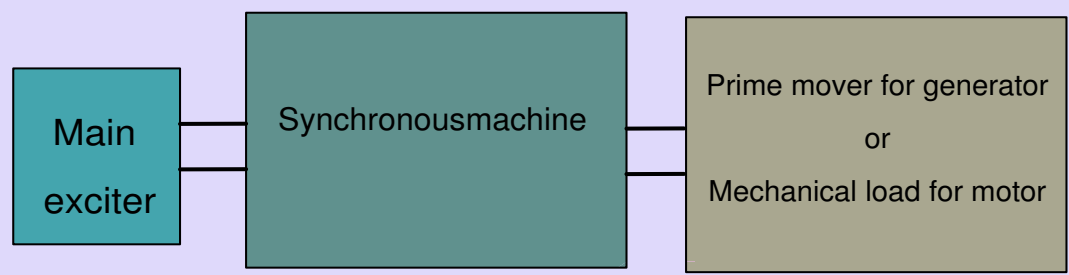 Main
exciter
Synchronousmachine
Prime mover for generator
or
Mechanical load for motor